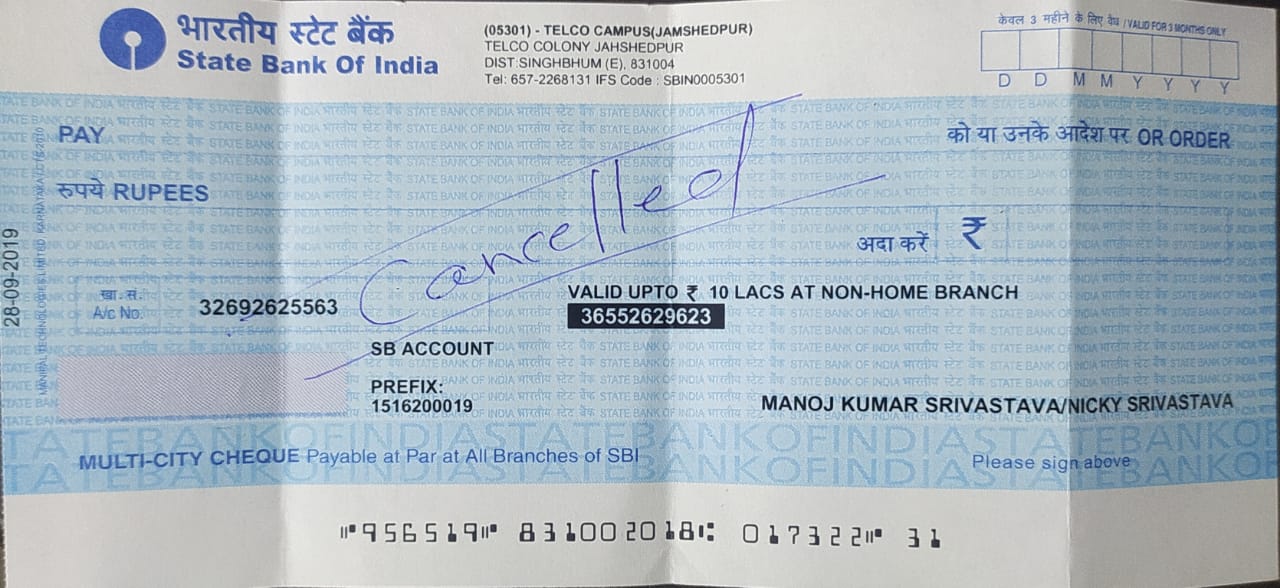 भारतीय स्टेट बैंक
State Bank Of India
(05301) - TELCO CAMPUS(JAMSHEDPUR)
TELCO COLONY JAHSHEDPUR
DIST:SINGHBHUM (E), 831004
Tel: 657-2268131 IFS Code : SBIN0005301
केवल 3 महीने के लिए वैध / VALID FOR 3 MONTHS ONLY
D D M M Y Y Y Y
PAY
को या उनके आदेश पर OR ORDER
रुपये RUPEES
Cancelled
अदा करें ₹
28-09-2019
खा. सं.
A/c No.
32692625563
VALID UPTO ₹ 10 LACS AT NON-HOME BRANCH
36552629623
SB ACCOUNT
PREFIX:
1516200019
MANOJ KUMAR SRIVASTAVA/NICKY SRIVASTAVA
MULTI-CITY CHEQUE Payable at Par at All Branches of SBI
Please sign above
⑈956519⑈ 831002018⑆ 017322⑈ 31